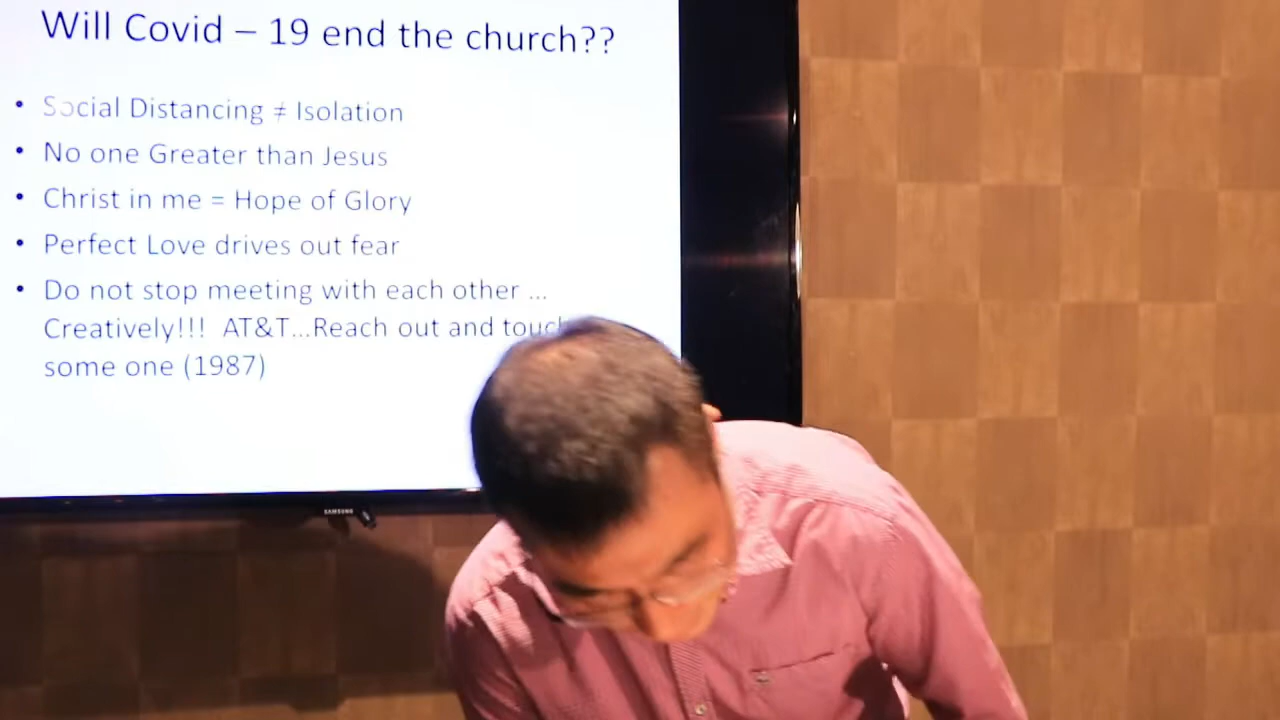 Will Covid – 19 end the church??
• Social Distancing ≠ Isolation
• No one Greater than Jesus
• Christ in me = Hope of Glory
• Perfect Love drives out fear
• Do not stop meeting with each other ...
Creatively!!! AT&T...Reach out and touch
some one (1987)
SAMSUNG